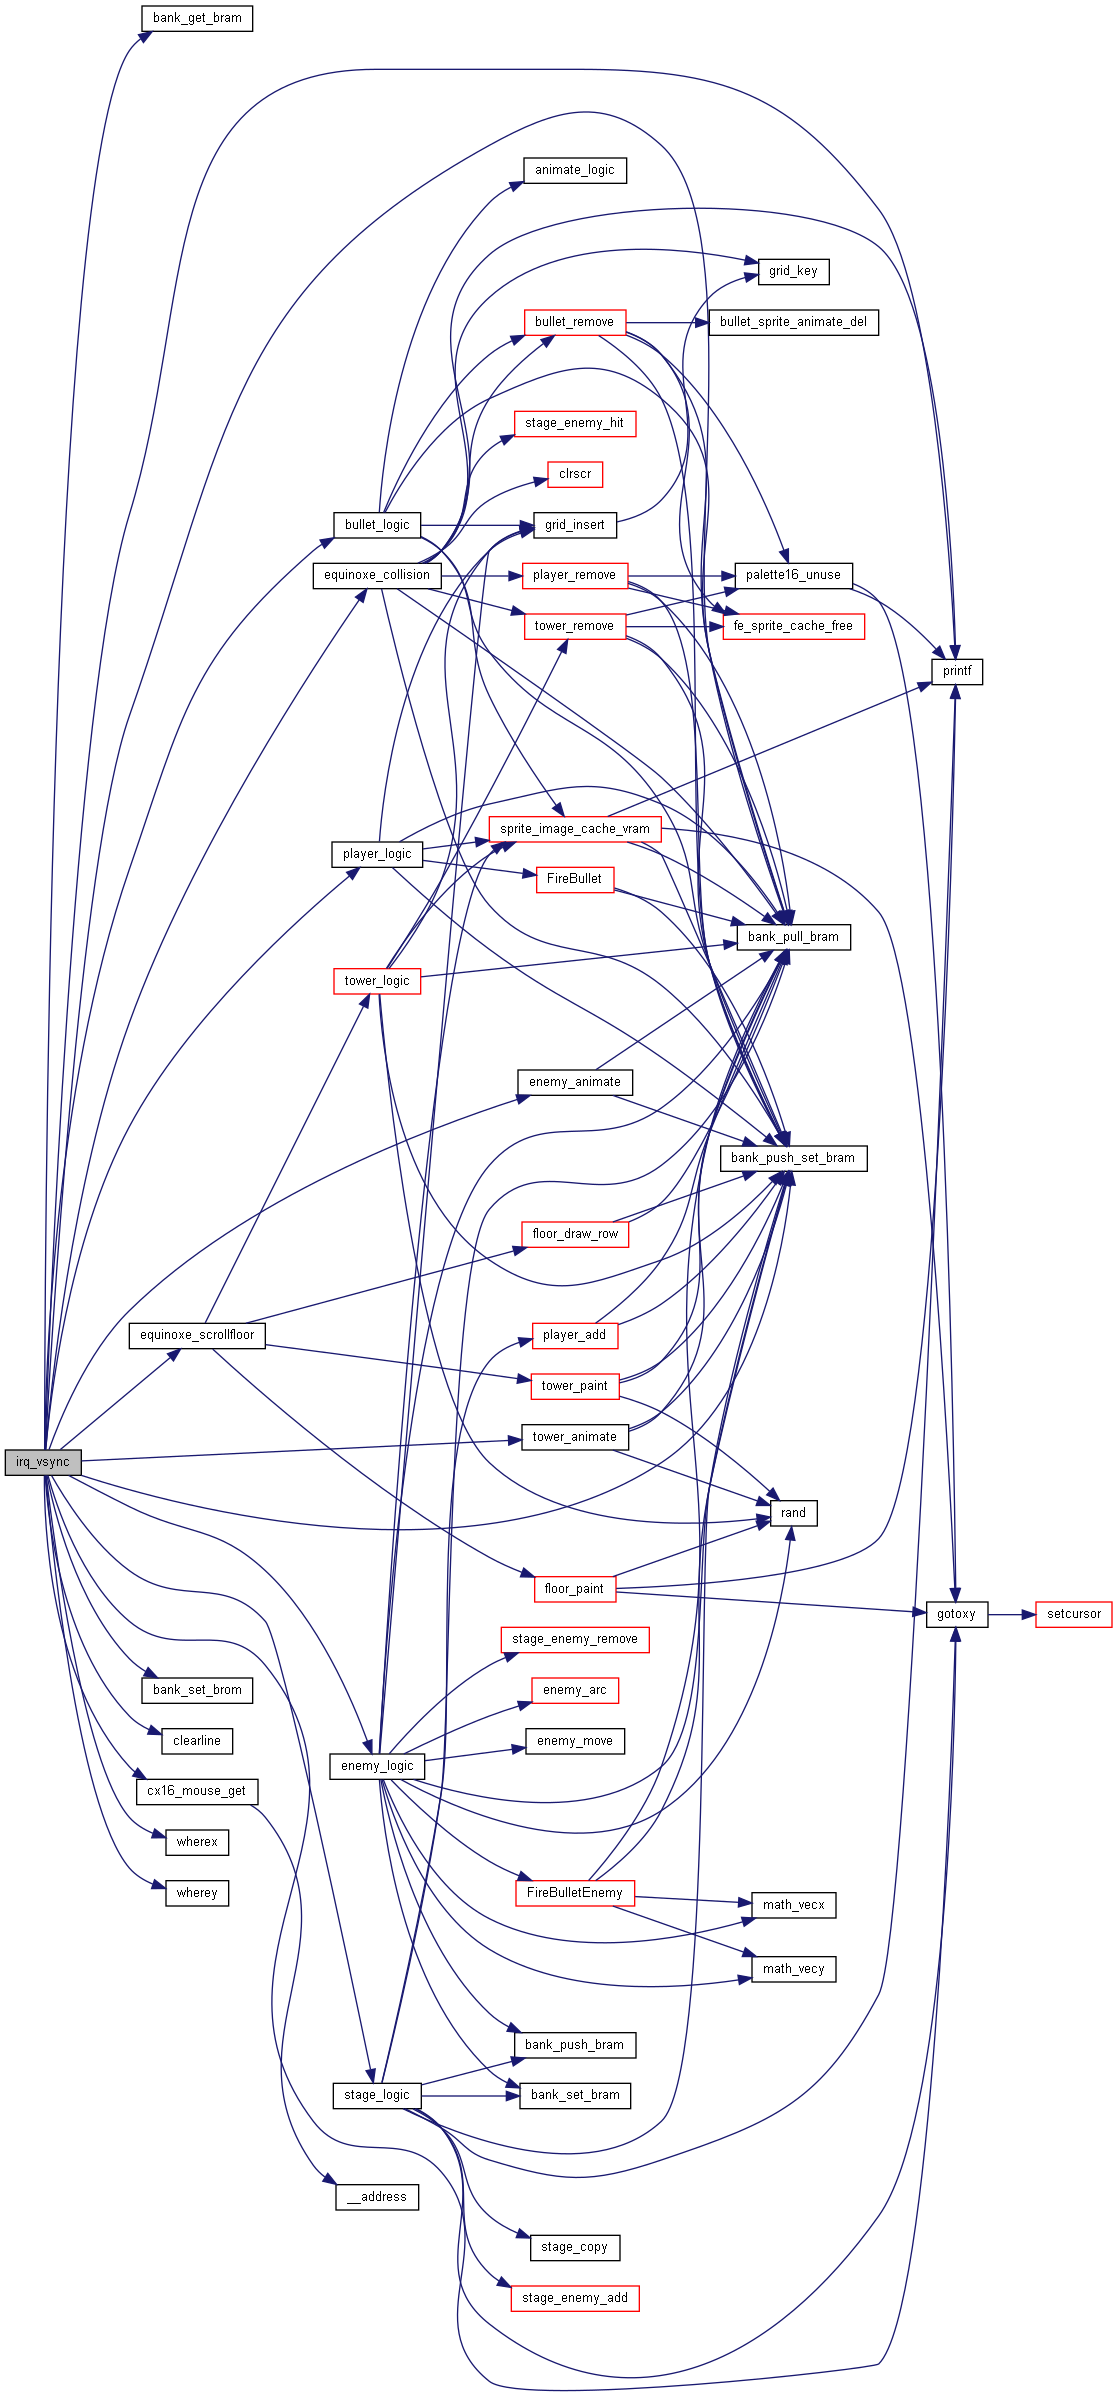 bank_get_bram
animate_logic
grid_key
bullet_remove
bullet_sprite_animate_del
stage_enemy_hit
clrscr
bullet_logic
grid_insert
equinoxe_collision
player_remove
palette16_unuse
tower_remove
fe_sprite_cache_free
printf
sprite_image_cache_vram
player_logic
FireBullet
bank_pull_bram
tower_logic
enemy_animate
bank_push_set_bram
floor_draw_row
equinoxe_scrollfloor
player_add
tower_paint
tower_animate
irq_vsync
rand
floor_paint
gotoxy
setcursor
stage_enemy_remove
bank_set_brom
enemy_arc
clearline
enemy_move
enemy_logic
cx16_mouse_get
wherex
wherey
FireBulletEnemy
math_vecx
math_vecy
bank_push_bram
stage_logic
bank_set_bram
__address
stage_copy
stage_enemy_add